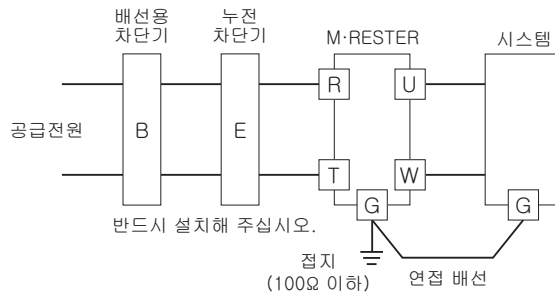 배선용
차단기
누전
차단기
M·RESTER
시스템
R
U
공급전원
B
E
T
W
G
G
반드시 설치해 주십시오.
접지
(100Ω 이하)
연접 배선